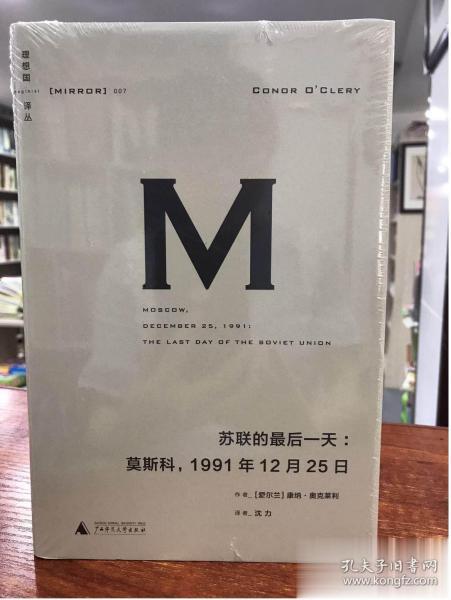 理想国
译丛
[MIRROR] 007
CONOR O'CLERY
M
MOSCOW,
DECEMBER 25, 1991:
THE LAST DAY OF THE SOVIET UNION
苏联的最后一天：
莫斯科，1991年12月25日
作者_ [爱尔兰] 康纳·奥克莱利
译者_ 沈力
广西师范大学出版社
孔夫子旧书网
www.kongfz.com